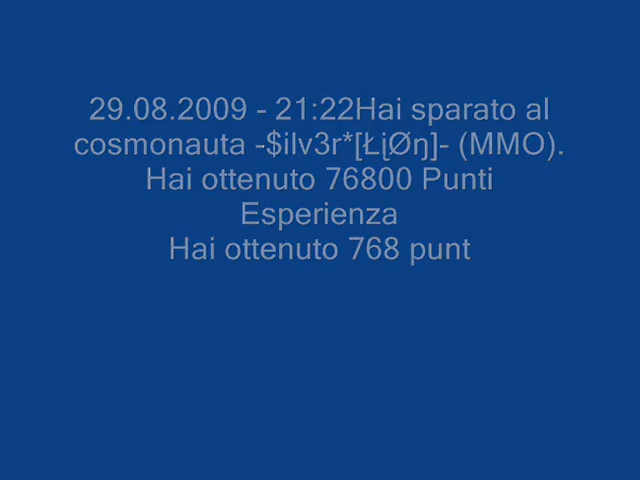 29.08.2009 - 21:22Hai sparato al
cosmonauta -$ilv3r*[ŁįØŋ]- (MMO).
Hai ottenuto 76800 Punti
Esperienza
Hai ottenuto 768 punt